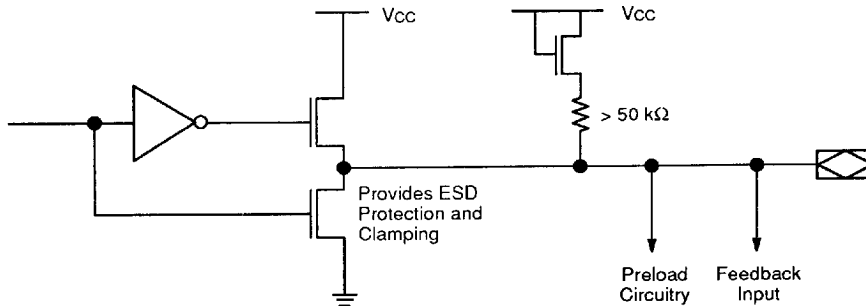 Vcc
Vcc
> 50 kΩ
Provides ESD
Protection and
Clamping
Preload
Circuitry
Feedback
Input